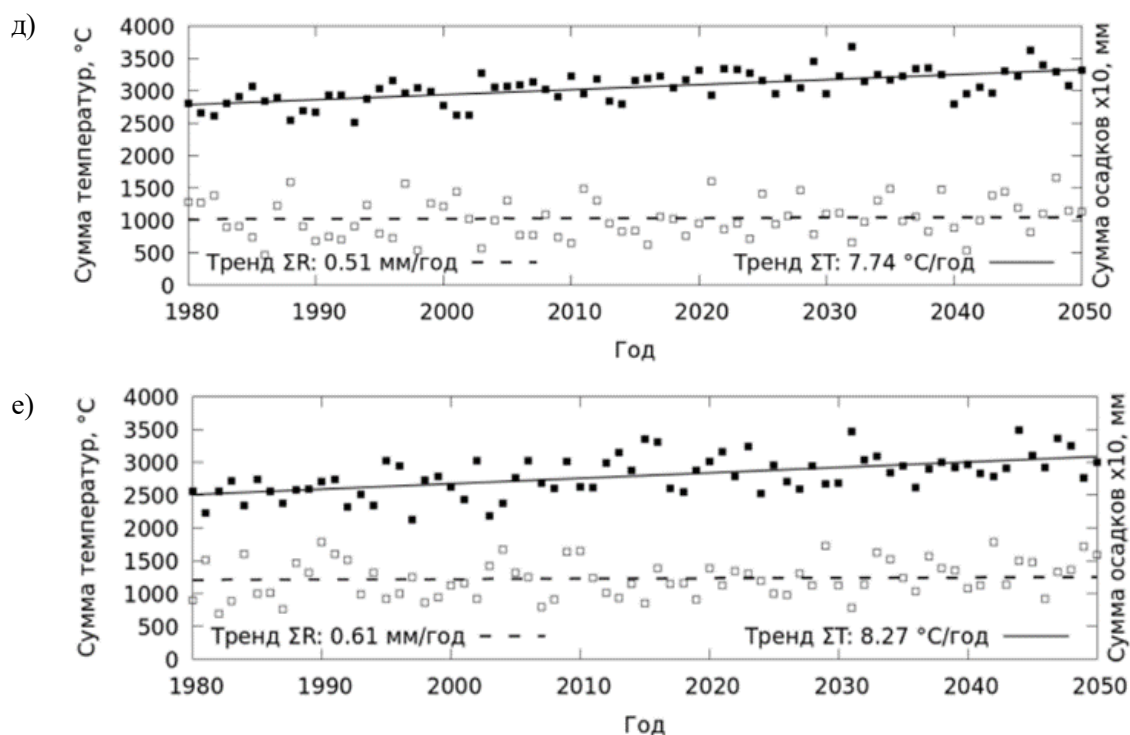 д)
Сумма температур, °C
4000
3500
3000
2500
2000
1500
1000
500
0
Тренд ΣR: 0.51 мм/год
Тренд ΣT: 7.74 °C/год
Сумма осадков x10, мм
1980 1990 2000 2010 2020 2030 2040 2050
Год
е)
Сумма температур, °C
4000
3500
3000
2500
2000
1500
1000
500
0
Тренд ΣR: 0.61 мм/год
Тренд ΣT: 8.27 °C/год
Сумма осадков x10, мм
1980 1990 2000 2010 2020 2030 2040 2050
Год